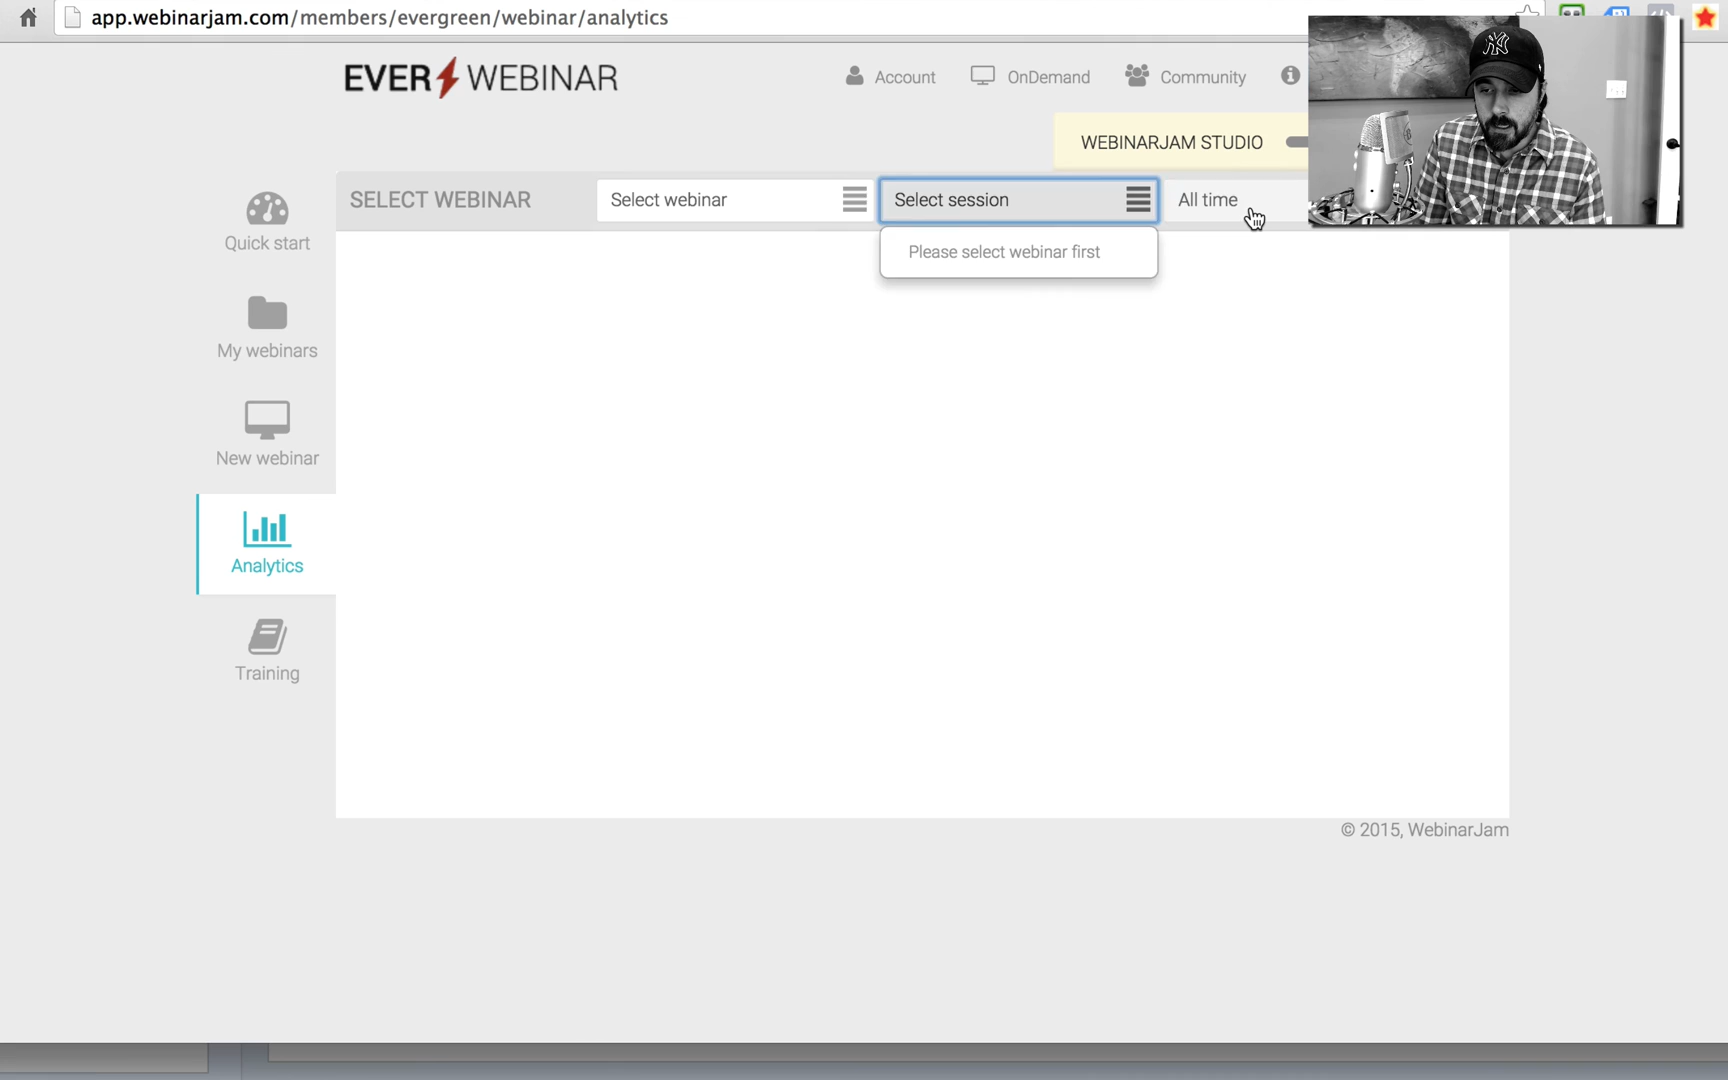 app.webinarjam.com/members/evergreen/webinar/analytics
EVER WEBINAR
Account
OnDemand
Community
WEBINARJAM STUDIO
SELECT WEBINAR
Select webinar
Select session
All time
Please select webinar first
Quick start
My webinars
New webinar
Analytics
Training
© 2015, WebinarJam